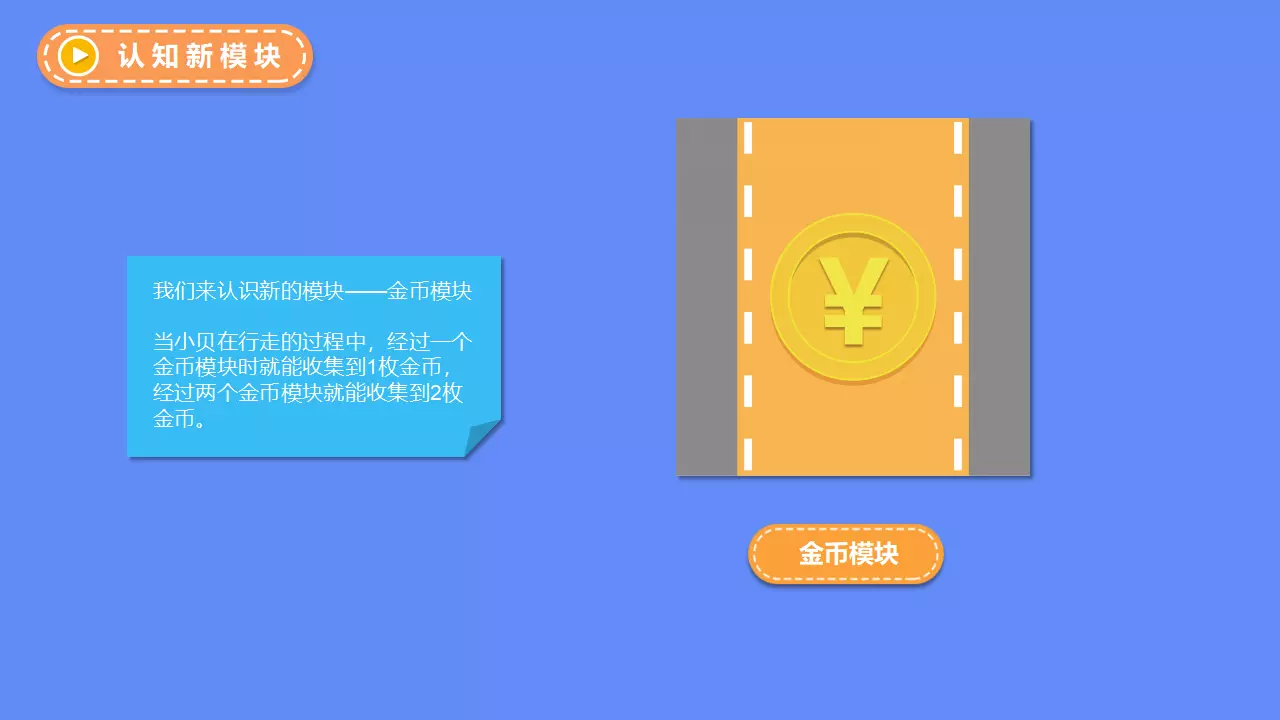 认知新模块
我们来认识新的模块——金币模块
当小贝在行走的过程中，经过一个
金币模块时就能收集到1枚金币，
经过两个金币模块就能收集到2枚
金币。
¥
金币模块